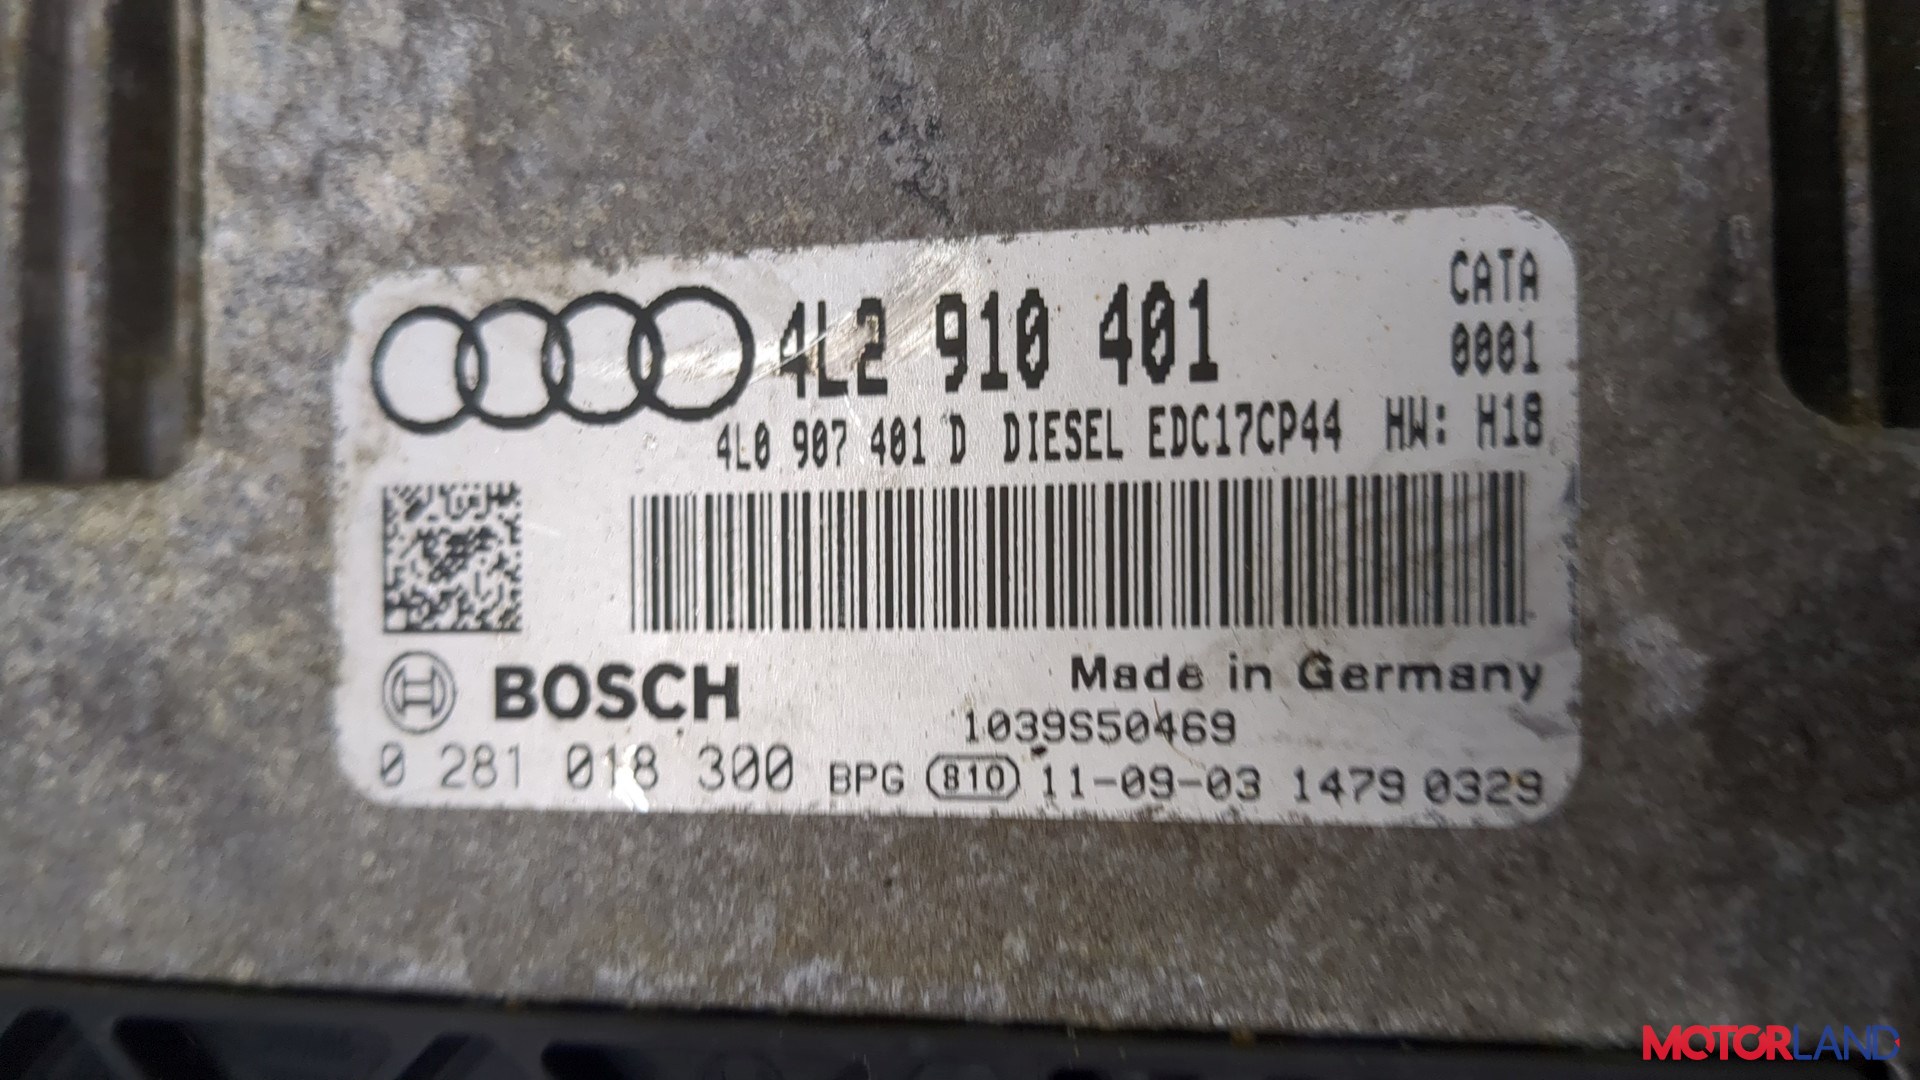 4L2 910 401 CATA
0001
4L0 907 401 D DIESEL EDC17CP44 HW: H18
BOSCH Made in Germany
1039S50469
0 281 018 300 BPG 810 11-09-03 1479 0329
MOTORLAND